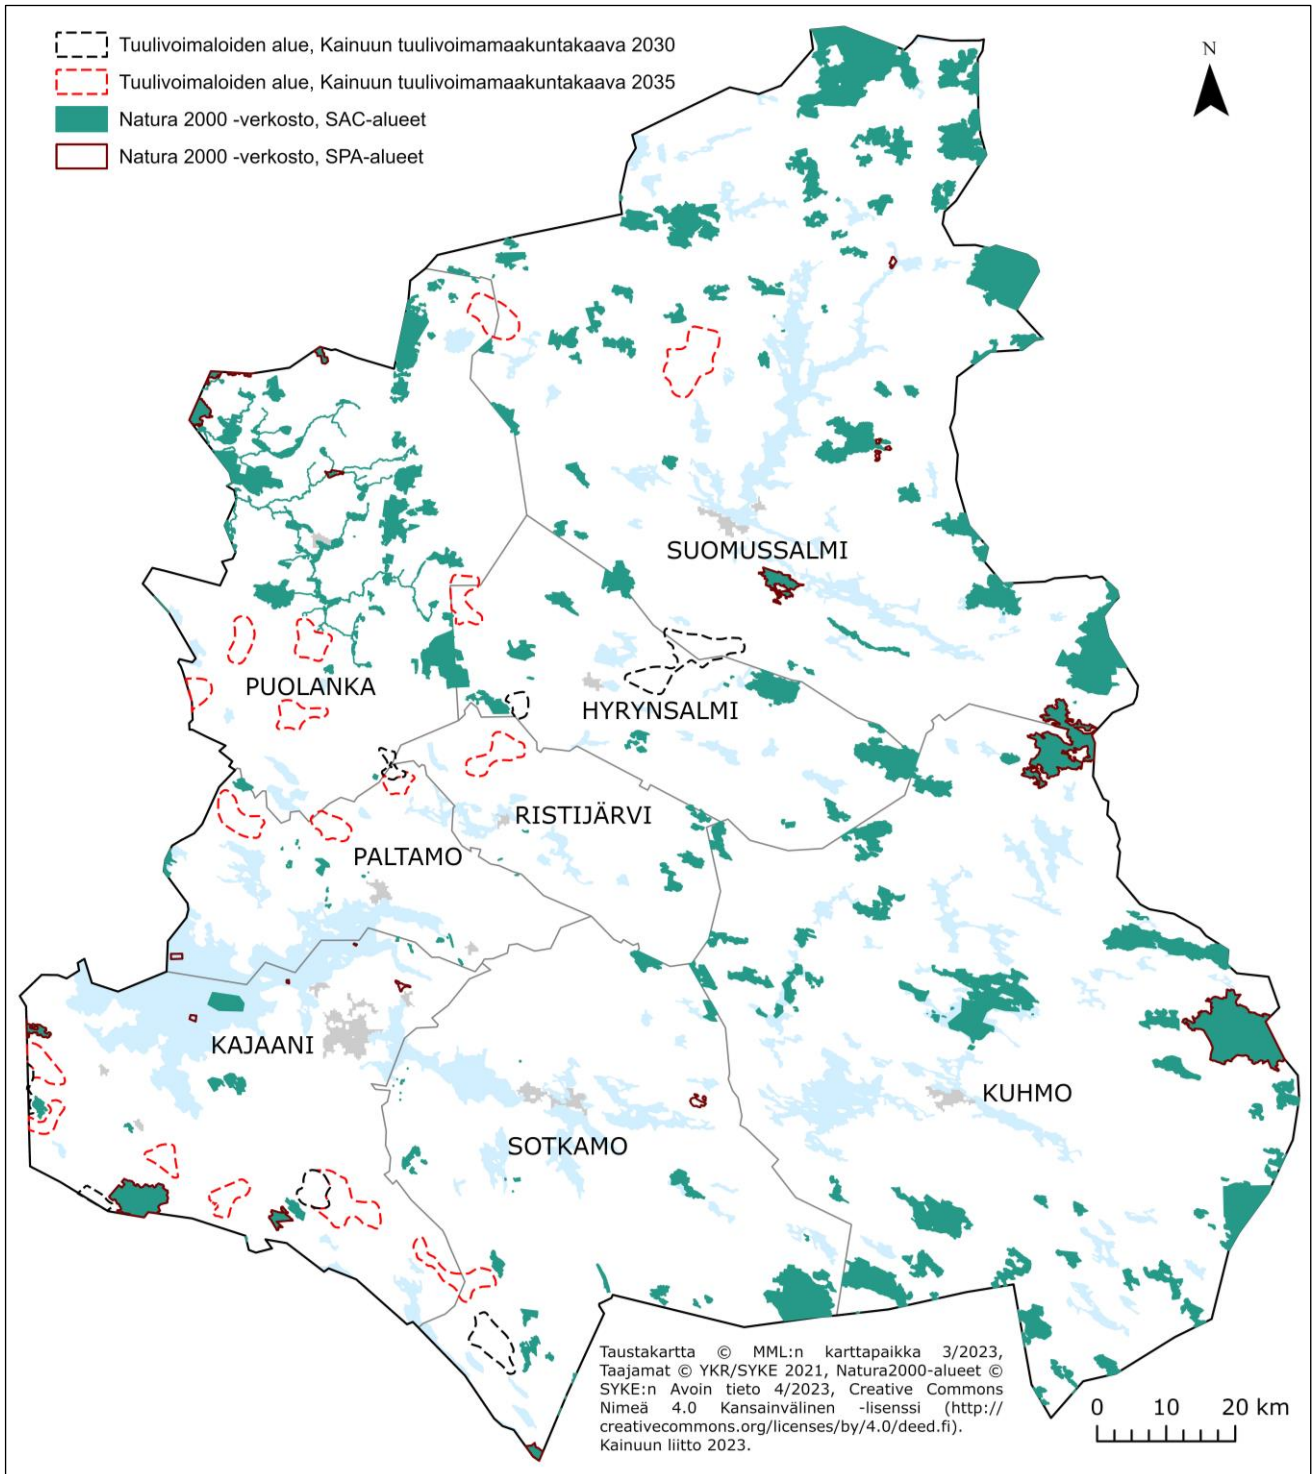 Tuulivoimaloiden alue, Kainuun tuulivoimamaakuntakaava 2030
Tuulivoimaloiden alue, Kainuun tuulivoimamaakuntakaava 2035
Natura 2000 -verkosto, SAC-alueet
Natura 2000 -verkosto, SPA-alueet
N
SUOMUSSALMI
PUOLANKA
HYRYNSALMI
RISTIJÄRVI
PALTAMO
KAJAANI
KUHMO
SOTKAMO
Taustakartta © MML:n karttapaikka 3/2023,
Taajamat © YKR/SYKE 2021, Natura2000-alueet ©
SYKE:n Avoin tieto 4/2023, Creative Commons
Nimeä 4.0 Kansainvälinen -lisenssi (http://
creativecommons.org/licenses/by/4.0/deed.fi).
Kainuun liitto 2023.
0 10 20 km